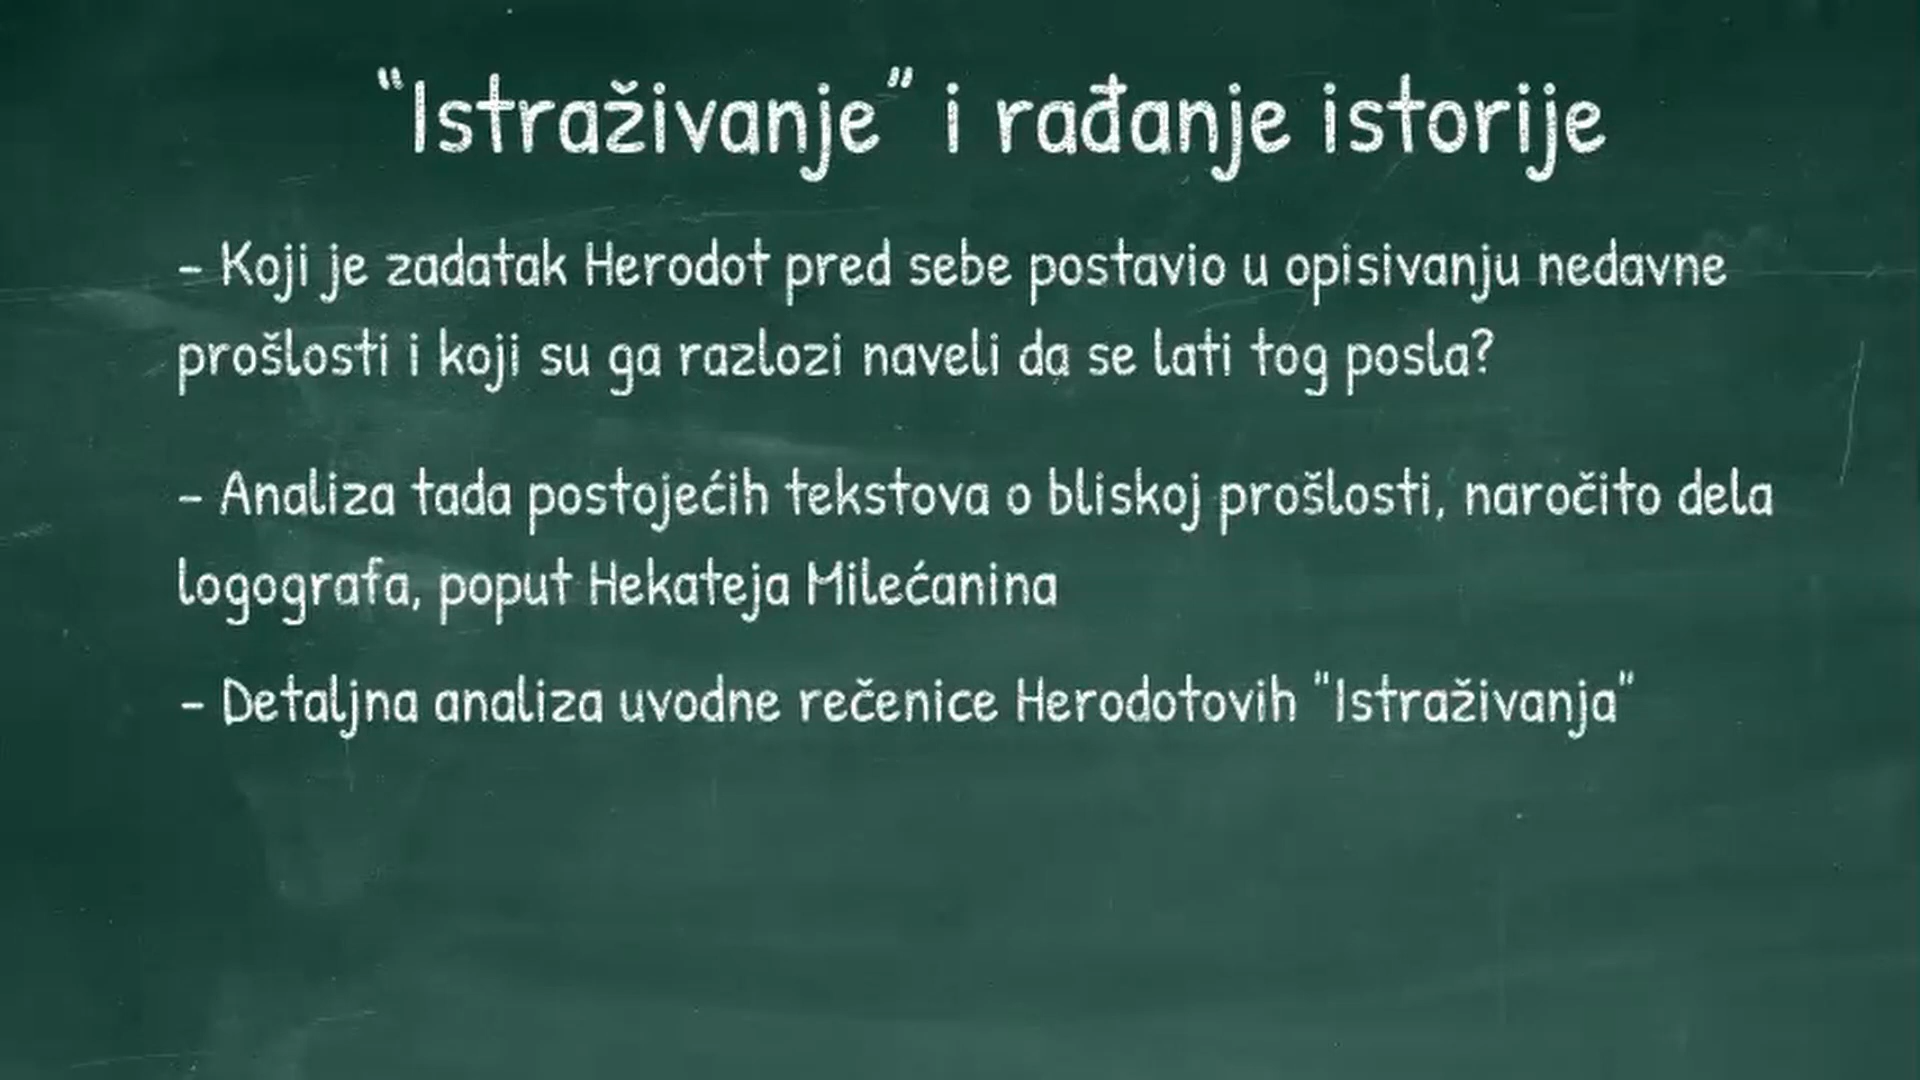 “Istraživanje” i rađanje istorije
- Koji je zadatak Herodot pred sebe postavio u opisivanju nedavne
prošlosti i koji su ga razlozi naveli da se lati tog posla?
- Analiza tada postojećih tekstova o bliskoj prošlosti, naročito dela
logografa, poput Hekateja Milećanina
- Detaljna analiza uvodne rečenice Herodotovih "Istraživanja"